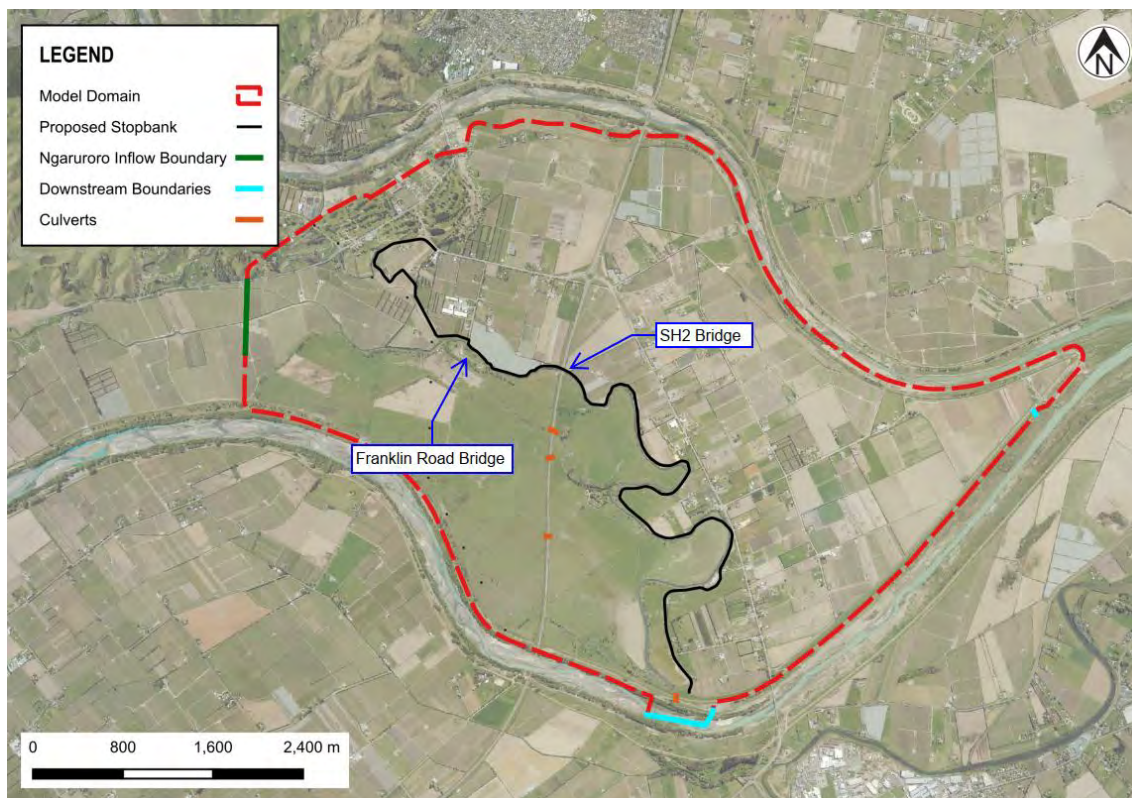 LEGEND
Model Domain
Proposed Stopbank
Ngaruroro Inflow Boundary
Downstream Boundaries
Culverts
N
SH2 Bridge
Franklin Road Bridge
0 800 1,600 2,400 m